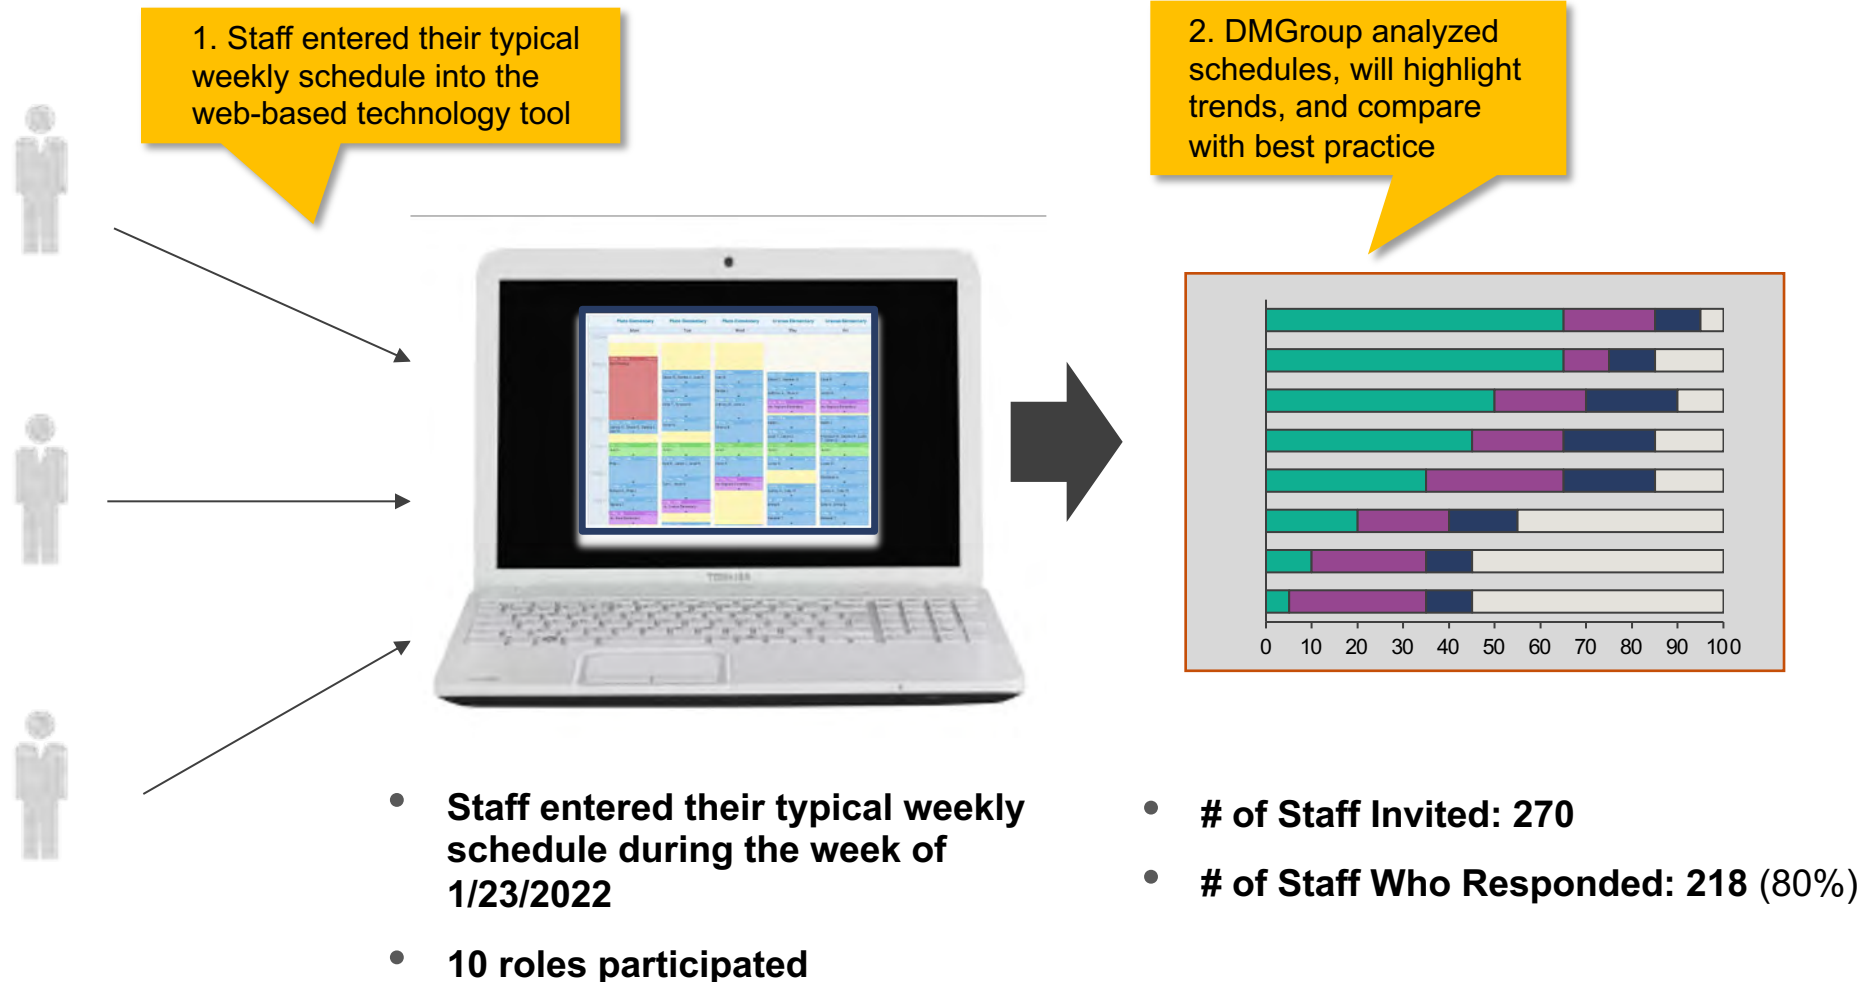 1. Staff entered their typical
weekly schedule into the
web-based technology tool
2. DMGroup analyzed
schedules, will highlight
trends, and compare
with best practice
TOSHIBA
0 10 20 30 40 50 60 70 80 90 100
• Staff entered their typical weekly
schedule during the week of
1/23/2022
• 10 roles participated
• # of Staff Invited: 270
• # of Staff Who Responded: 218 (80%)